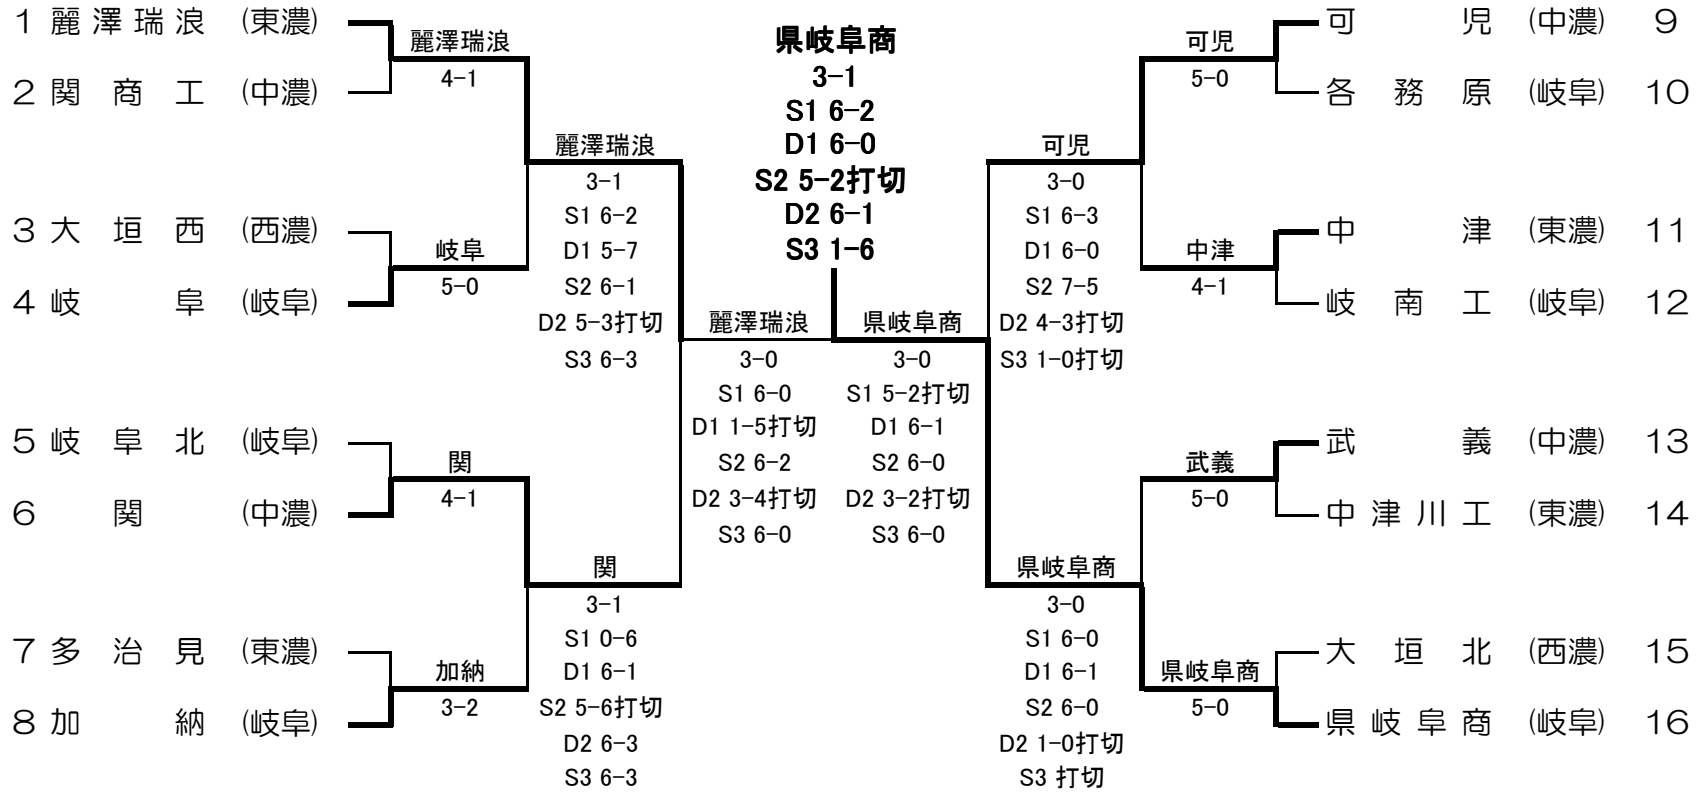 1 麗澤瑞浪 (東濃)
2 関商工 (中濃)
3 大垣西 (西濃)
4 岐阜 (岐阜)
5 岐阜北 (岐阜)
6 関 (中濃)
7 多治見 (東濃)
8 加納 (岐阜)
麗澤瑞浪
4-1
岐阜
5-0
関
4-1
加納
3-2
麗澤瑞浪
3-1
S1 6-2
D1 5-7
S2 6-1
D2 5-3打切
S3 6-3
関
3-1
S1 0-6
D1 6-1
S2 5-6打切
D2 6-3
S3 6-3
麗澤瑞浪
3-0
S1 6-0
D1 1-5打切
S2 6-2
D2 3-4打切
S3 6-0
県岐阜商
3-1
S1 6-2
D1 6-0
S2 5-2打切
D2 6-1
S3 1-6
県岐阜商
3-0
S1 5-2打切
D1 6-1
S2 6-0
D2 3-2打切
S3 6-0
可児
3-0
S1 6-3
D1 6-0
S2 7-5
D2 4-3打切
S3 1-0打切
県岐阜商
3-0
S1 6-0
D1 6-1
S2 6-0
D2 1-0打切
S3 打切
可児
5-0
中津
4-1
武義
5-0
県岐阜商
5-0
可児 (中濃) 9
各務原 (岐阜) 10
中津 (東濃) 11
岐南工 (岐阜) 12
武義 (中濃) 13
中津川工 (東濃) 14
大垣北 (西濃) 15
県岐阜商 (岐阜) 16